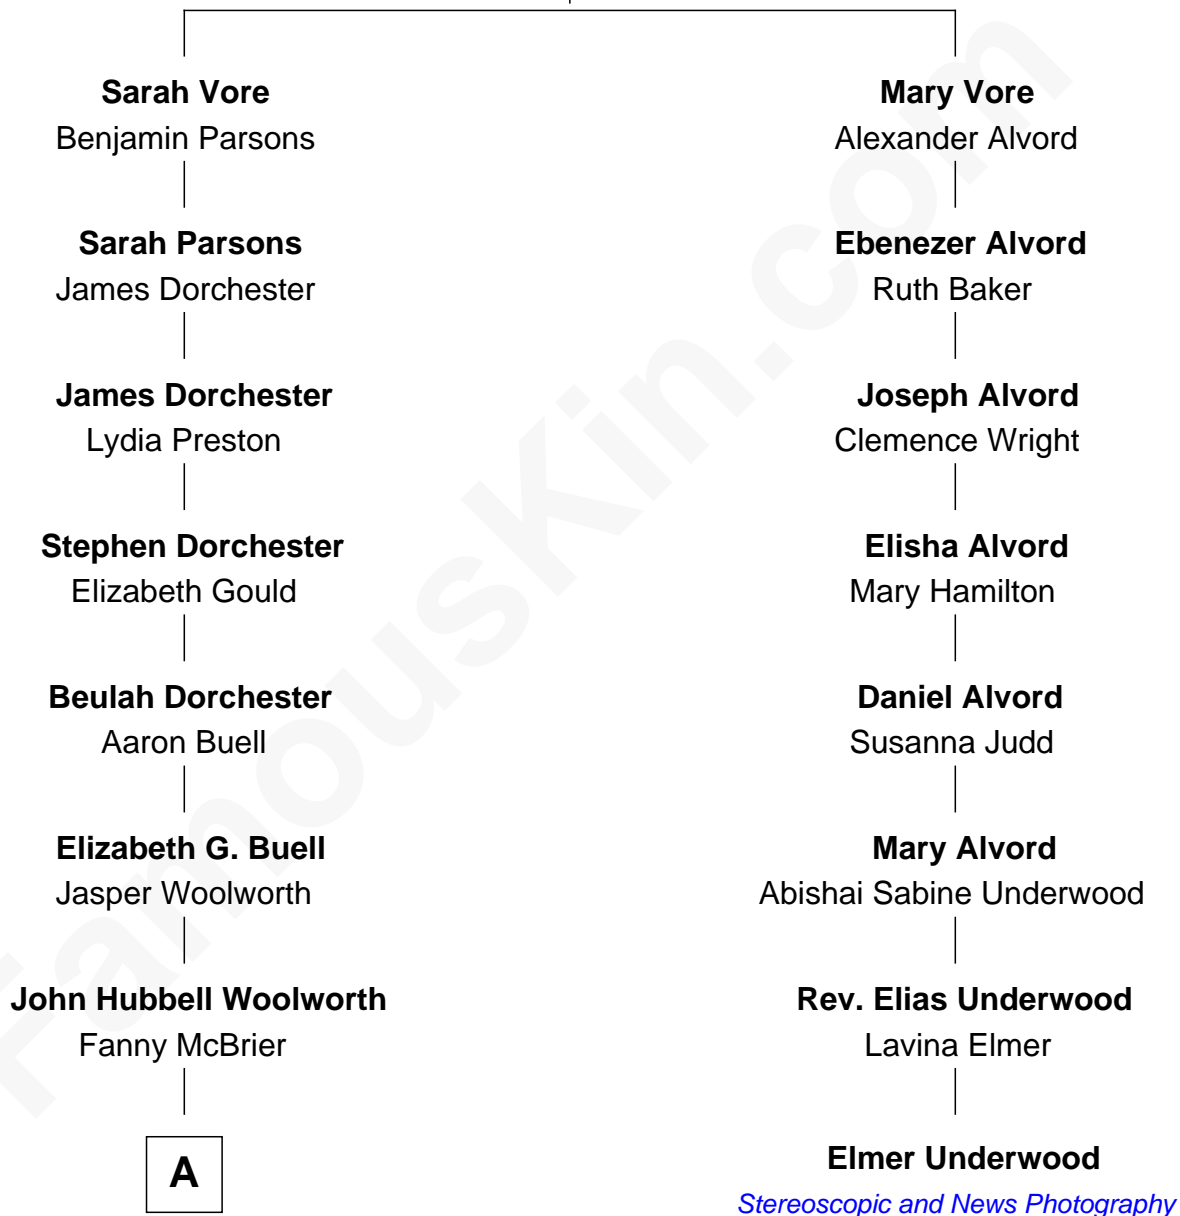 Sarah Vore
Benjamin Parsons
Sarah Parsons
James Dorchester
James Dorchester
Lydia Preston
Stephen Dorchester
Elizabeth Gould
Beulah Dorchester
Aaron Buell
Elizabeth G. Buell
Jasper Woolworth
John Hubbell Woolworth
Fanny McBrier
A
Mary Vore
Alexander Alvord
Ebenezer Alvord
Ruth Baker
Joseph Alvord
Clemence Wright
Elisha Alvord
Mary Hamilton
Daniel Alvord
Susanna Judd
Mary Alvord
Abishai Sabine Underwood
Rev. Elias Underwood
Lavina Elmer
Elmer Underwood
Stereoscopic and News Photography
FamousKin.com